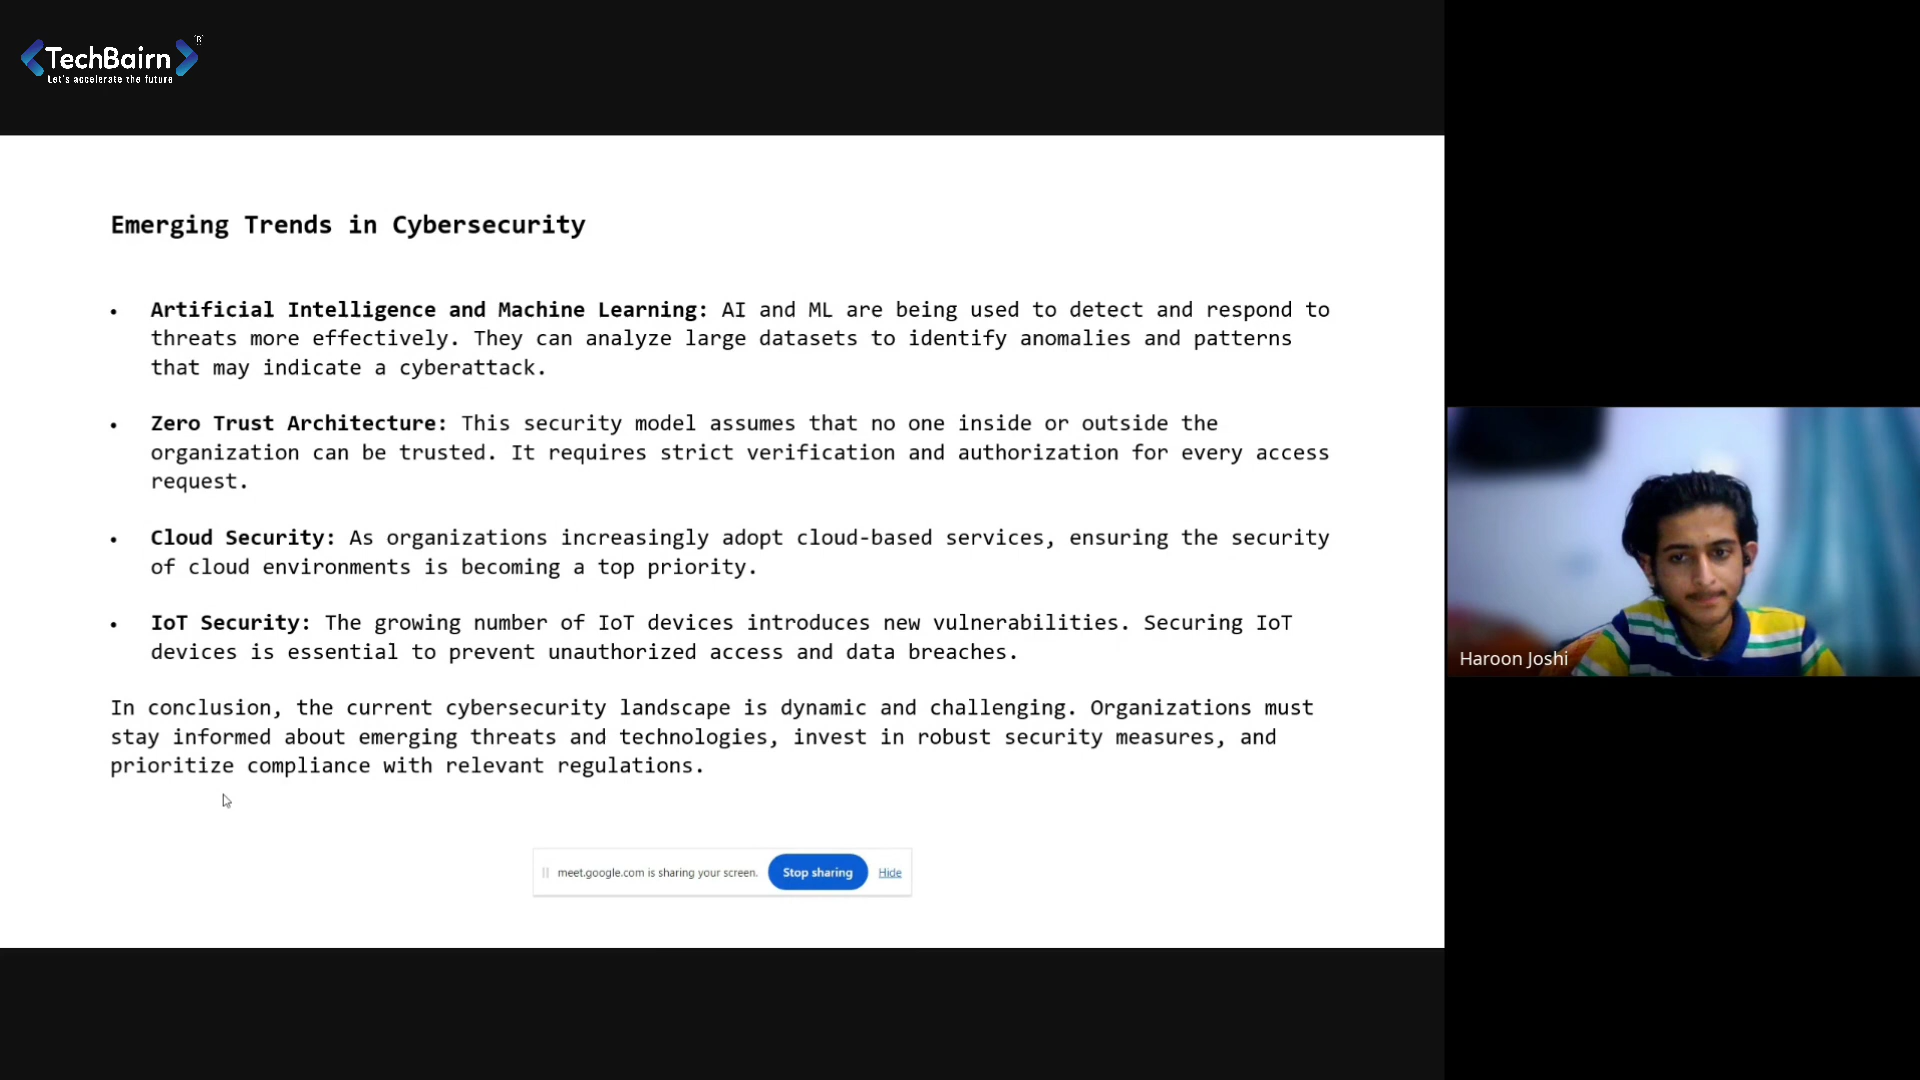 TechBairn
Let's accelerate the future
Emerging Trends in Cybersecurity
• Artificial Intelligence and Machine Learning: AI and ML are being used to detect and respond to
threats more effectively. They can analyze large datasets to identify anomalies and patterns
that may indicate a cyberattack.
• Zero Trust Architecture: This security model assumes that no one inside or outside the
organization can be trusted. It requires strict verification and authorization for every access
request.
• Cloud Security: As organizations increasingly adopt cloud-based services, ensuring the security
of cloud environments is becoming a top priority.
• IoT Security: The growing number of IoT devices introduces new vulnerabilities. Securing IoT
devices is essential to prevent unauthorized access and data breaches.
In conclusion, the current cybersecurity landscape is dynamic and challenging. Organizations must
stay informed about emerging threats and technologies, invest in robust security measures, and
prioritize compliance with relevant regulations.
meet.google.com is sharing your screen. Stop sharing Hide
Haroon Joshi